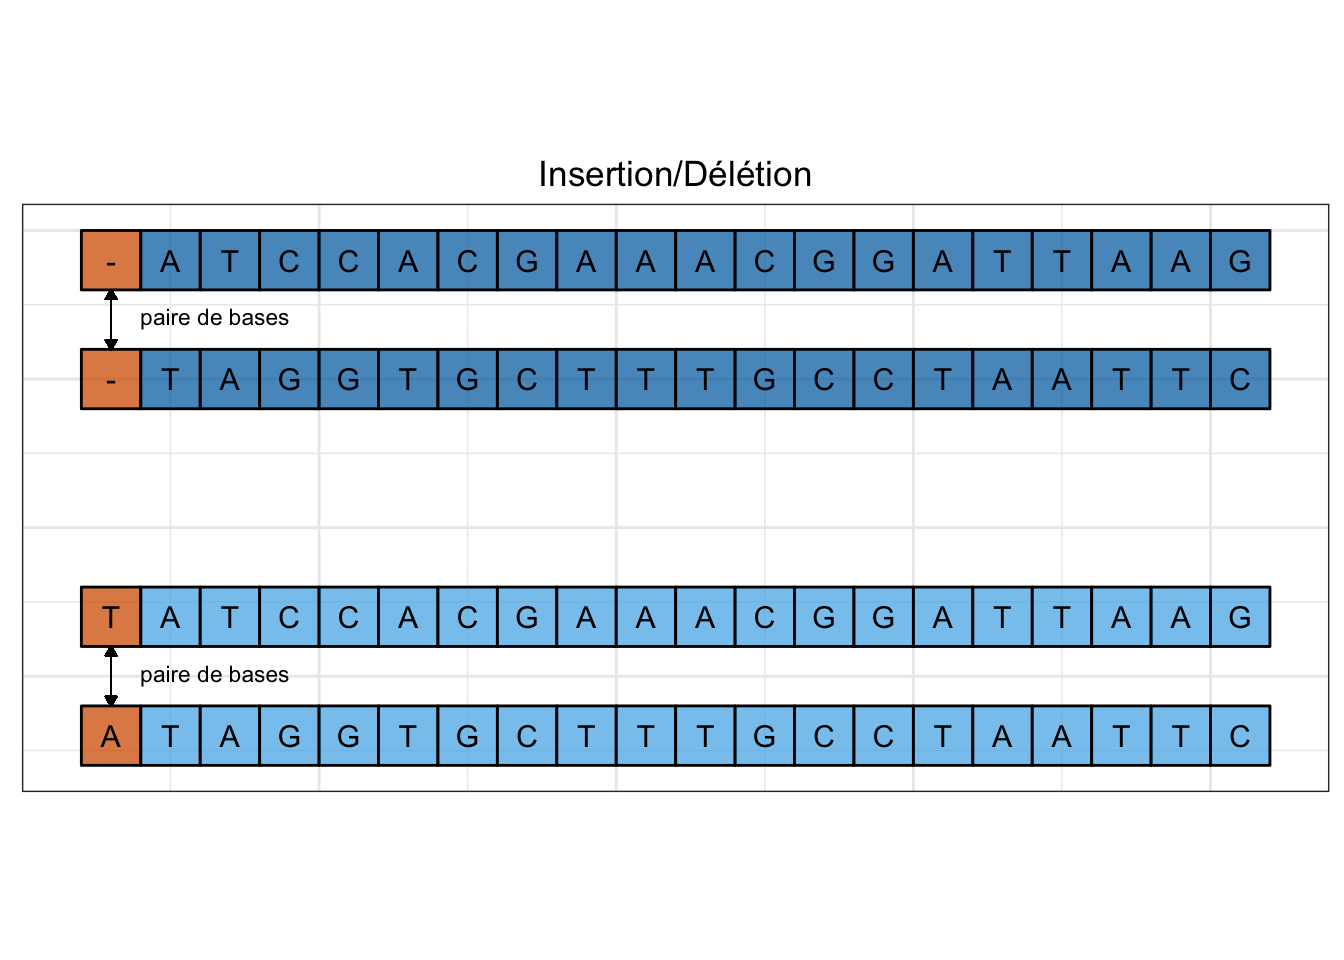 Insertion/Délétion
- A T C C A C G A A A C G G A T T A A G
paire de bases
- T A G G T G C T T T G C C T A A T T C
T A T C C A C G A A A C G G A T T A A G
paire de bases
A T A G G T G C T T T G C C T A A T T C